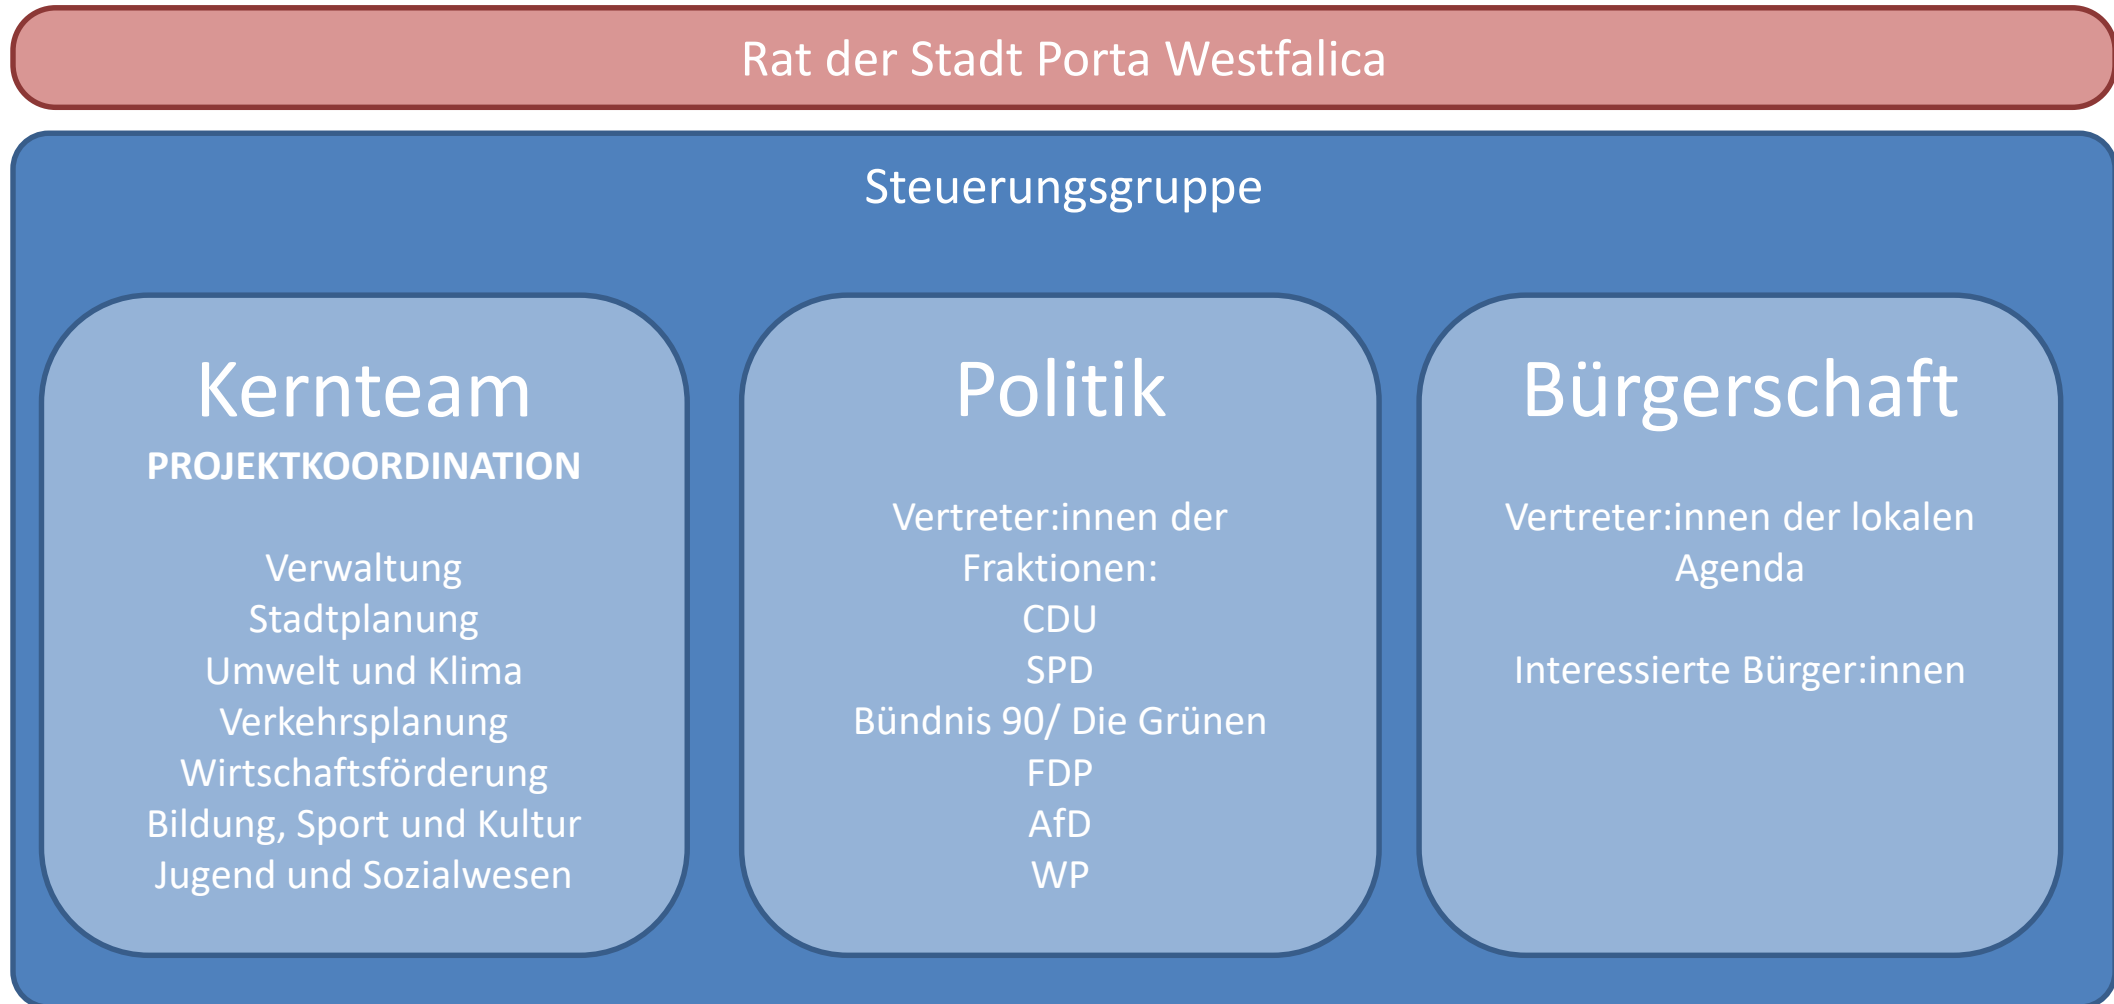 Rat der Stadt Porta Westfalica
Steuerungsgruppe
Kernteam
PROJEKTKOORDINATION
Verwaltung
Stadtplanung
Umwelt und Klima
Verkehrsplanung
Wirtschaftsförderung
Bildung, Sport und Kultur
Jugend und Sozialwesen
Politik
Vertreter:innen der
Fraktionen:
CDU
SPD
Bündnis 90/ Die Grünen
FDP
AfD
WP
Bürgerschaft
Vertreter:innen der lokalen
Agenda
Interessierte Bürger:innen